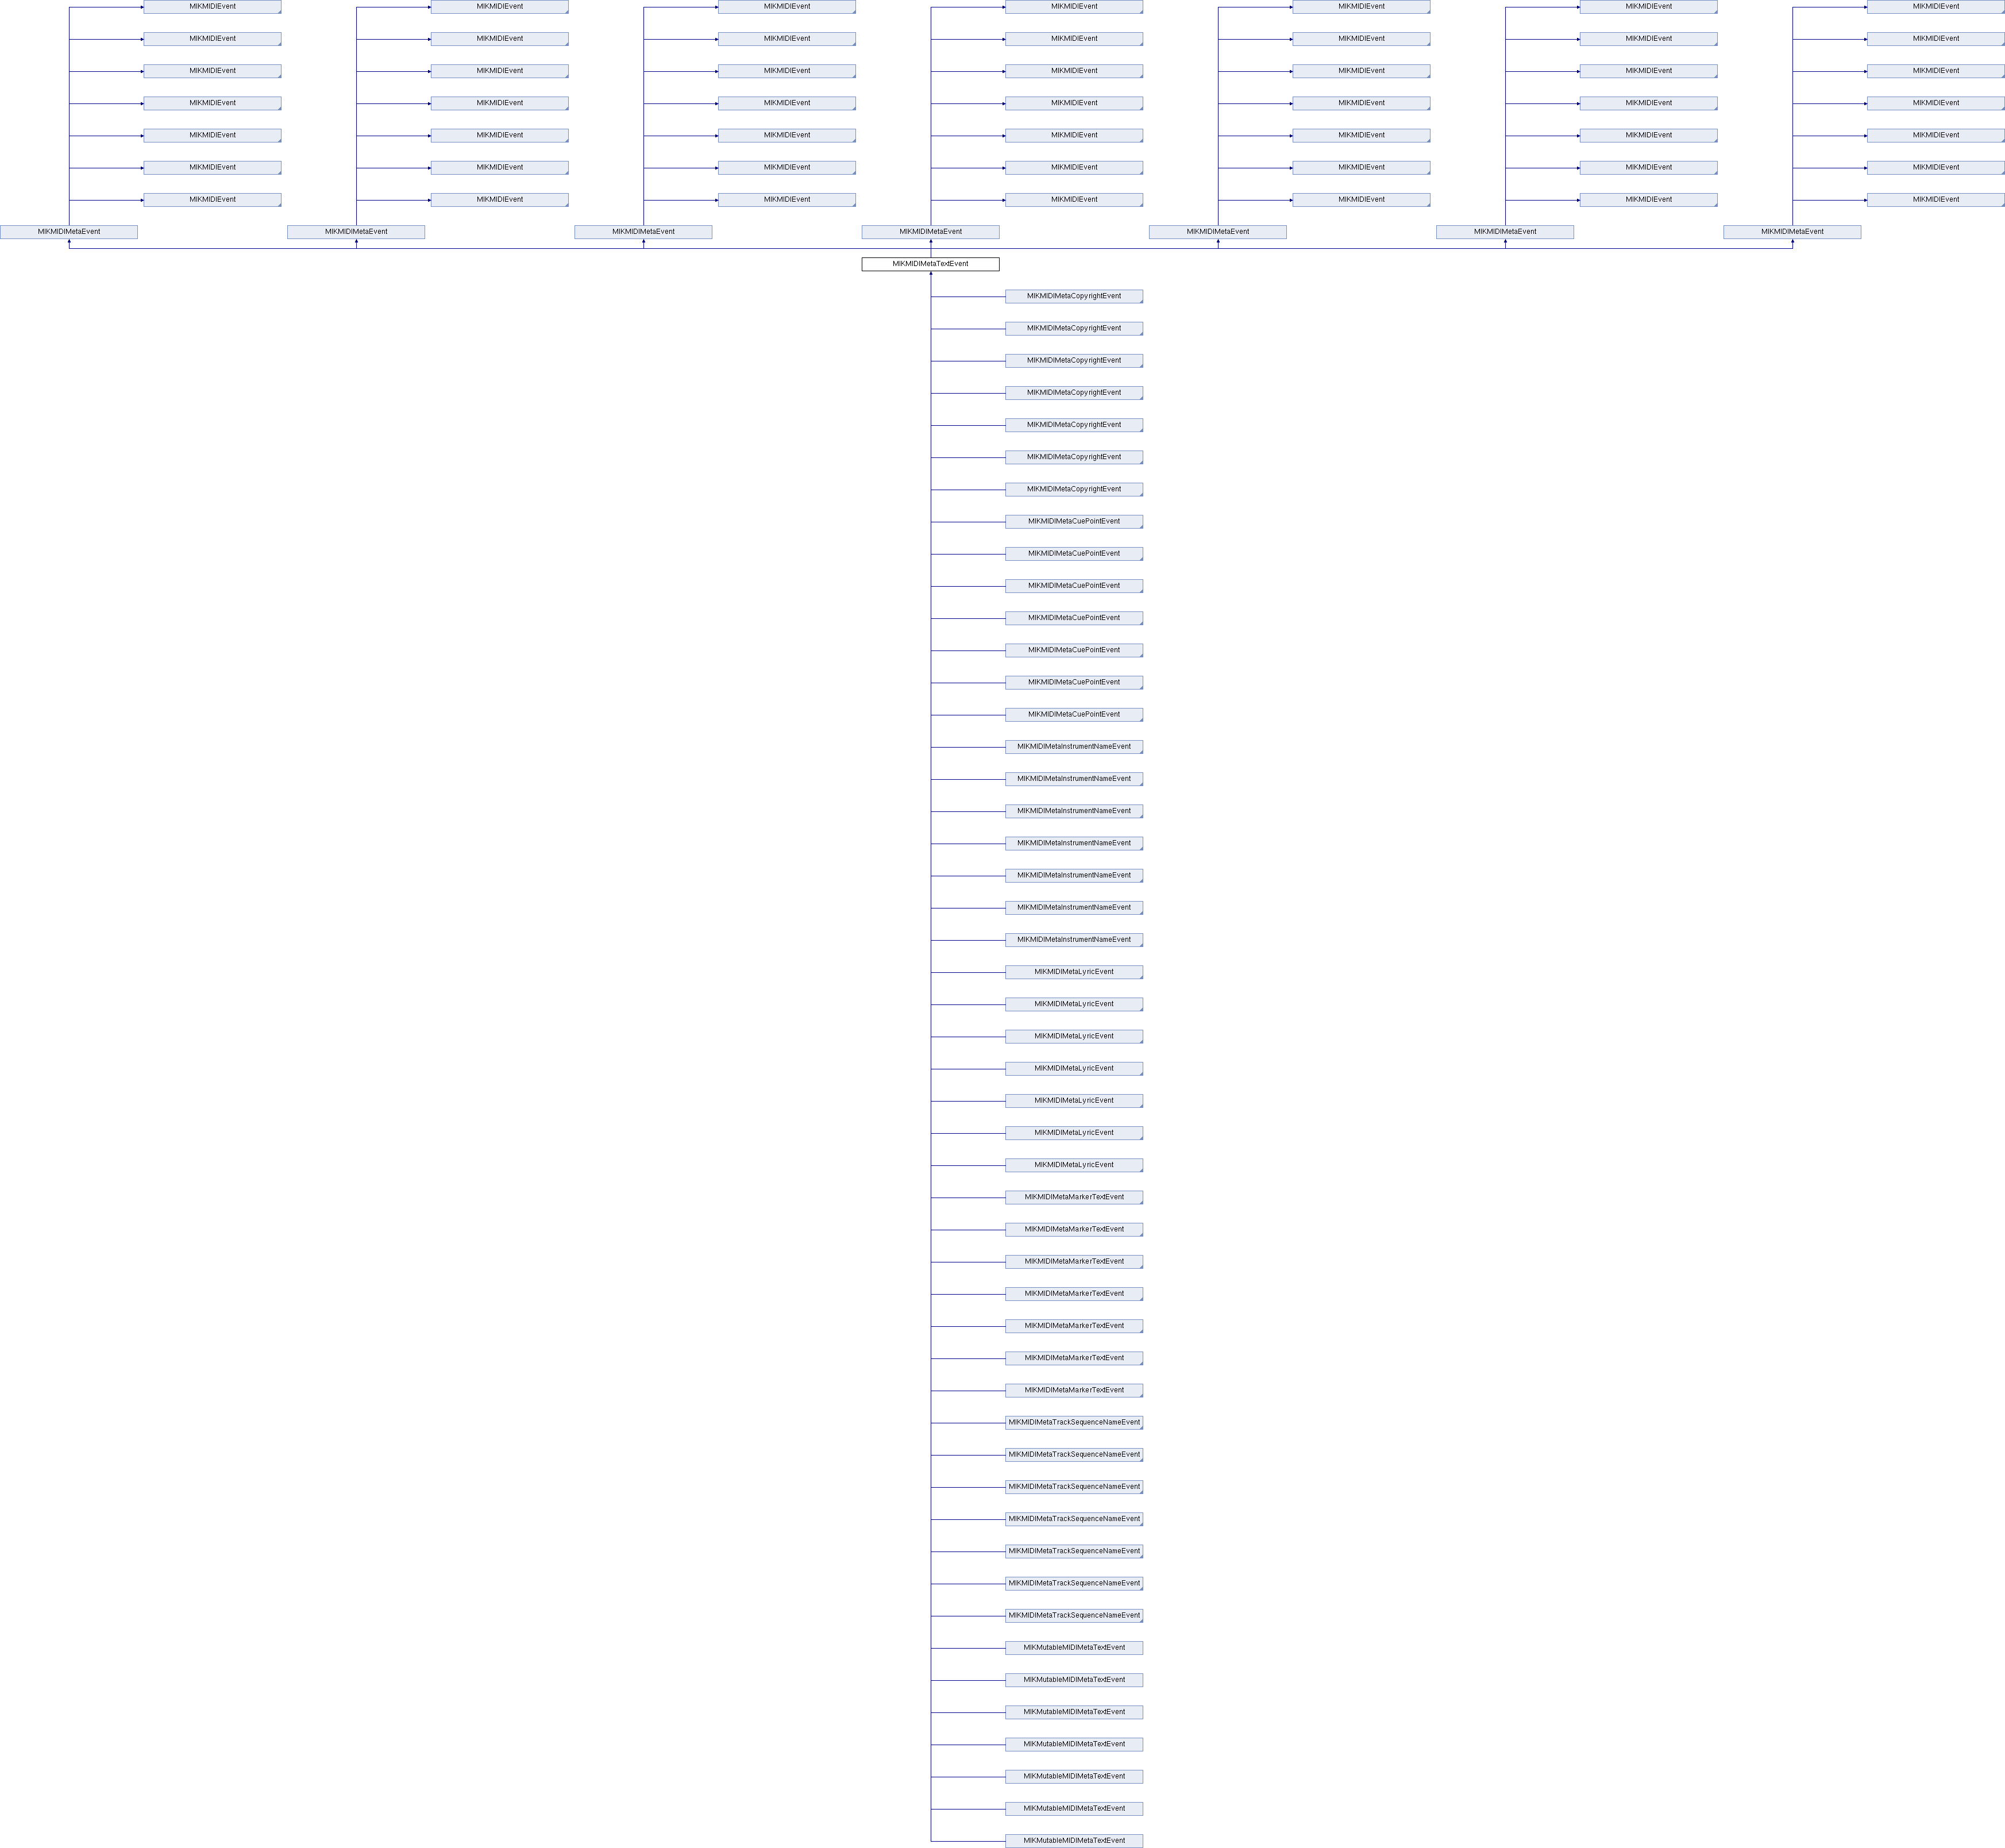 MIKMIDIEvent MIKMIDIEvent MIKMIDIEvent MIKMIDIEvent MIKMIDIEvent MIKMIDIEvent MIKMIDIEvent
MIKMIDIEvent MIKMIDIEvent MIKMIDIEvent MIKMIDIEvent MIKMIDIEvent MIKMIDIEvent MIKMIDIEvent
MIKMIDIEvent MIKMIDIEvent MIKMIDIEvent MIKMIDIEvent MIKMIDIEvent MIKMIDIEvent MIKMIDIEvent
MIKMIDIEvent MIKMIDIEvent MIKMIDIEvent MIKMIDIEvent MIKMIDIEvent MIKMIDIEvent MIKMIDIEvent
MIKMIDIEvent MIKMIDIEvent MIKMIDIEvent MIKMIDIEvent MIKMIDIEvent MIKMIDIEvent MIKMIDIEvent
MIKMIDIEvent MIKMIDIEvent MIKMIDIEvent MIKMIDIEvent MIKMIDIEvent MIKMIDIEvent MIKMIDIEvent
MIKMIDIEvent MIKMIDIEvent MIKMIDIEvent MIKMIDIEvent MIKMIDIEvent MIKMIDIEvent MIKMIDIEvent
MIKMIDIMetaEvent MIKMIDIMetaEvent MIKMIDIMetaEvent MIKMIDIMetaEvent MIKMIDIMetaEvent MIKMIDIMetaEvent MIKMIDIMetaEvent
MIKMIDIMetaTextEvent
MIKMIDIMetaCopyrightEvent
MIKMIDIMetaCopyrightEvent
MIKMIDIMetaCopyrightEvent
MIKMIDIMetaCopyrightEvent
MIKMIDIMetaCopyrightEvent
MIKMIDIMetaCopyrightEvent
MIKMIDIMetaCopyrightEvent
MIKMIDIMetaCuePointEvent
MIKMIDIMetaCuePointEvent
MIKMIDIMetaCuePointEvent
MIKMIDIMetaCuePointEvent
MIKMIDIMetaCuePointEvent
MIKMIDIMetaCuePointEvent
MIKMIDIMetaCuePointEvent
MIKMIDIMetaInstrumentNameEvent
MIKMIDIMetaInstrumentNameEvent
MIKMIDIMetaInstrumentNameEvent
MIKMIDIMetaInstrumentNameEvent
MIKMIDIMetaInstrumentNameEvent
MIKMIDIMetaInstrumentNameEvent
MIKMIDIMetaInstrumentNameEvent
MIKMIDIMetaLyricEvent
MIKMIDIMetaLyricEvent
MIKMIDIMetaLyricEvent
MIKMIDIMetaLyricEvent
MIKMIDIMetaLyricEvent
MIKMIDIMetaLyricEvent
MIKMIDIMetaLyricEvent
MIKMIDIMetaMarkerTextEvent
MIKMIDIMetaMarkerTextEvent
MIKMIDIMetaMarkerTextEvent
MIKMIDIMetaMarkerTextEvent
MIKMIDIMetaMarkerTextEvent
MIKMIDIMetaMarkerTextEvent
MIKMIDIMetaMarkerTextEvent
MIKMIDIMetaTrackSequenceNameEvent
MIKMIDIMetaTrackSequenceNameEvent
MIKMIDIMetaTrackSequenceNameEvent
MIKMIDIMetaTrackSequenceNameEvent
MIKMIDIMetaTrackSequenceNameEvent
MIKMIDIMetaTrackSequenceNameEvent
MIKMIDIMetaTrackSequenceNameEvent
MIKMutableMIDIMetaTextEvent
MIKMutableMIDIMetaTextEvent
MIKMutableMIDIMetaTextEvent
MIKMutableMIDIMetaTextEvent
MIKMutableMIDIMetaTextEvent
MIKMutableMIDIMetaTextEvent
MIKMutableMIDIMetaTextEvent